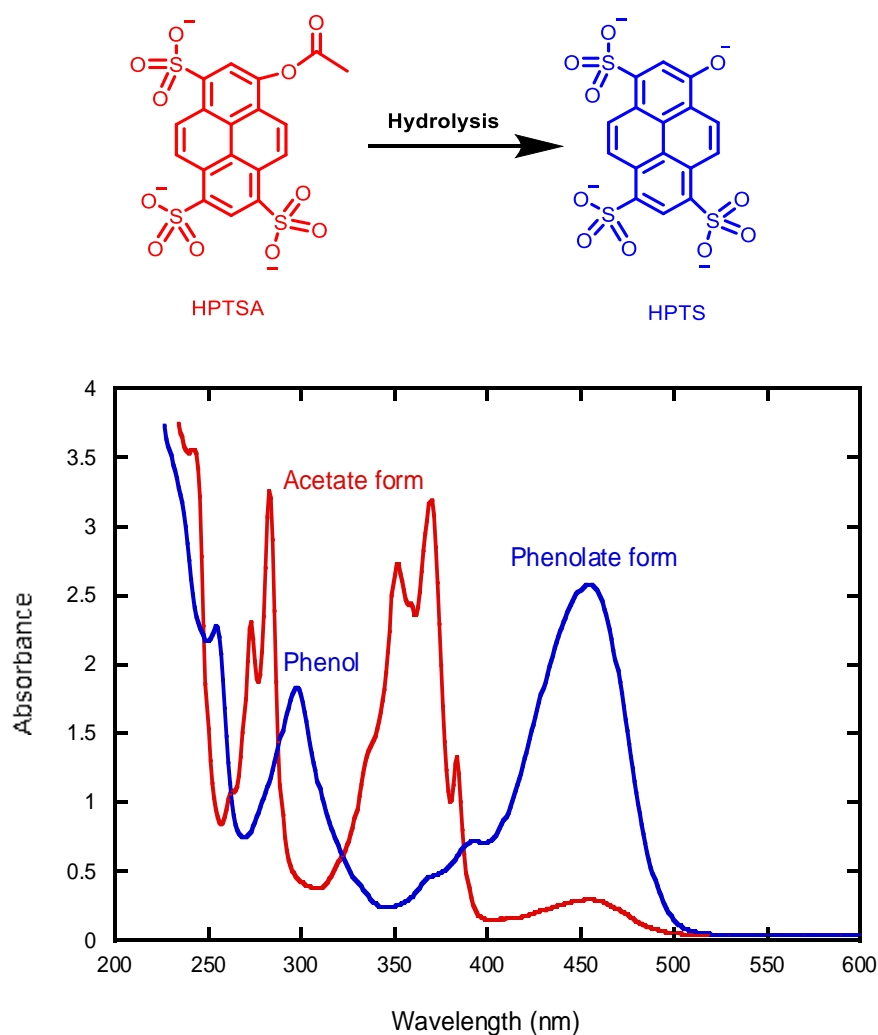 O⁻
O
O S O
O
O⁻
O
O S O
O
Hydrolysis
⁻O S O
O O
S O
O O⁻
⁻O S O
O O
S O
O O⁻
HPTSA
HPTS
4
3.5
3
2.5
2
1.5
1
0.5
0
Absorbance
Acetate form
Phenolate form
Phenol
200 250 300 350 400 450 500 550 600
Wavelength (nm)